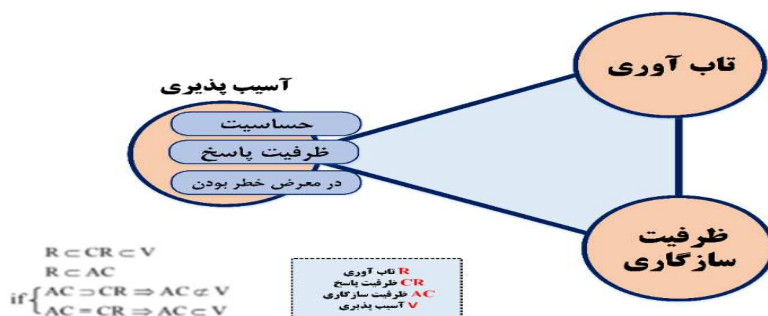 تاب آوری
آسیب پذیری
حساسیت
ظرفیت پاسخ
در معرض خطر بودن
ظرفیت
سازگاری
R ⊂ CR ⊂ V
R ⊂ AC
if { AC ⊃ CR ⇒ AC ⊄ V
AC = CR ⇒ AC ⊂ V
R تاب آوری
CR ظرفیت پاسخ
AC ظرفیت سازگاری
V آسیب پذیری